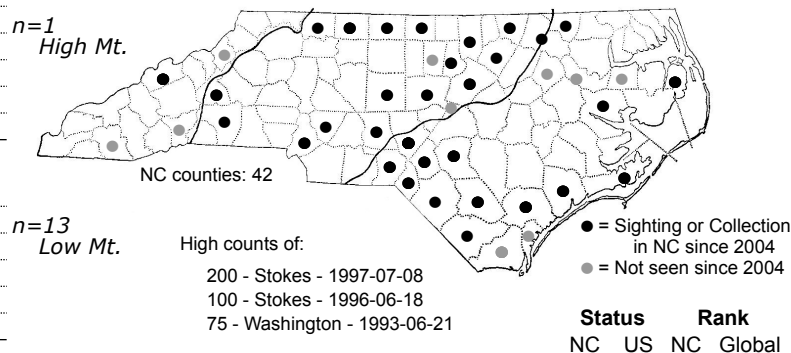 n=1
High Mt.
NC counties: 42
n=13
Low Mt.
High counts of:
200 - Stokes - 1997-07-08
100 - Stokes - 1996-06-18
75 - Washington - 1993-06-21
= Sighting or Collection
in NC since 2004
= Not seen since 2004
Status Rank
NC US NC Global